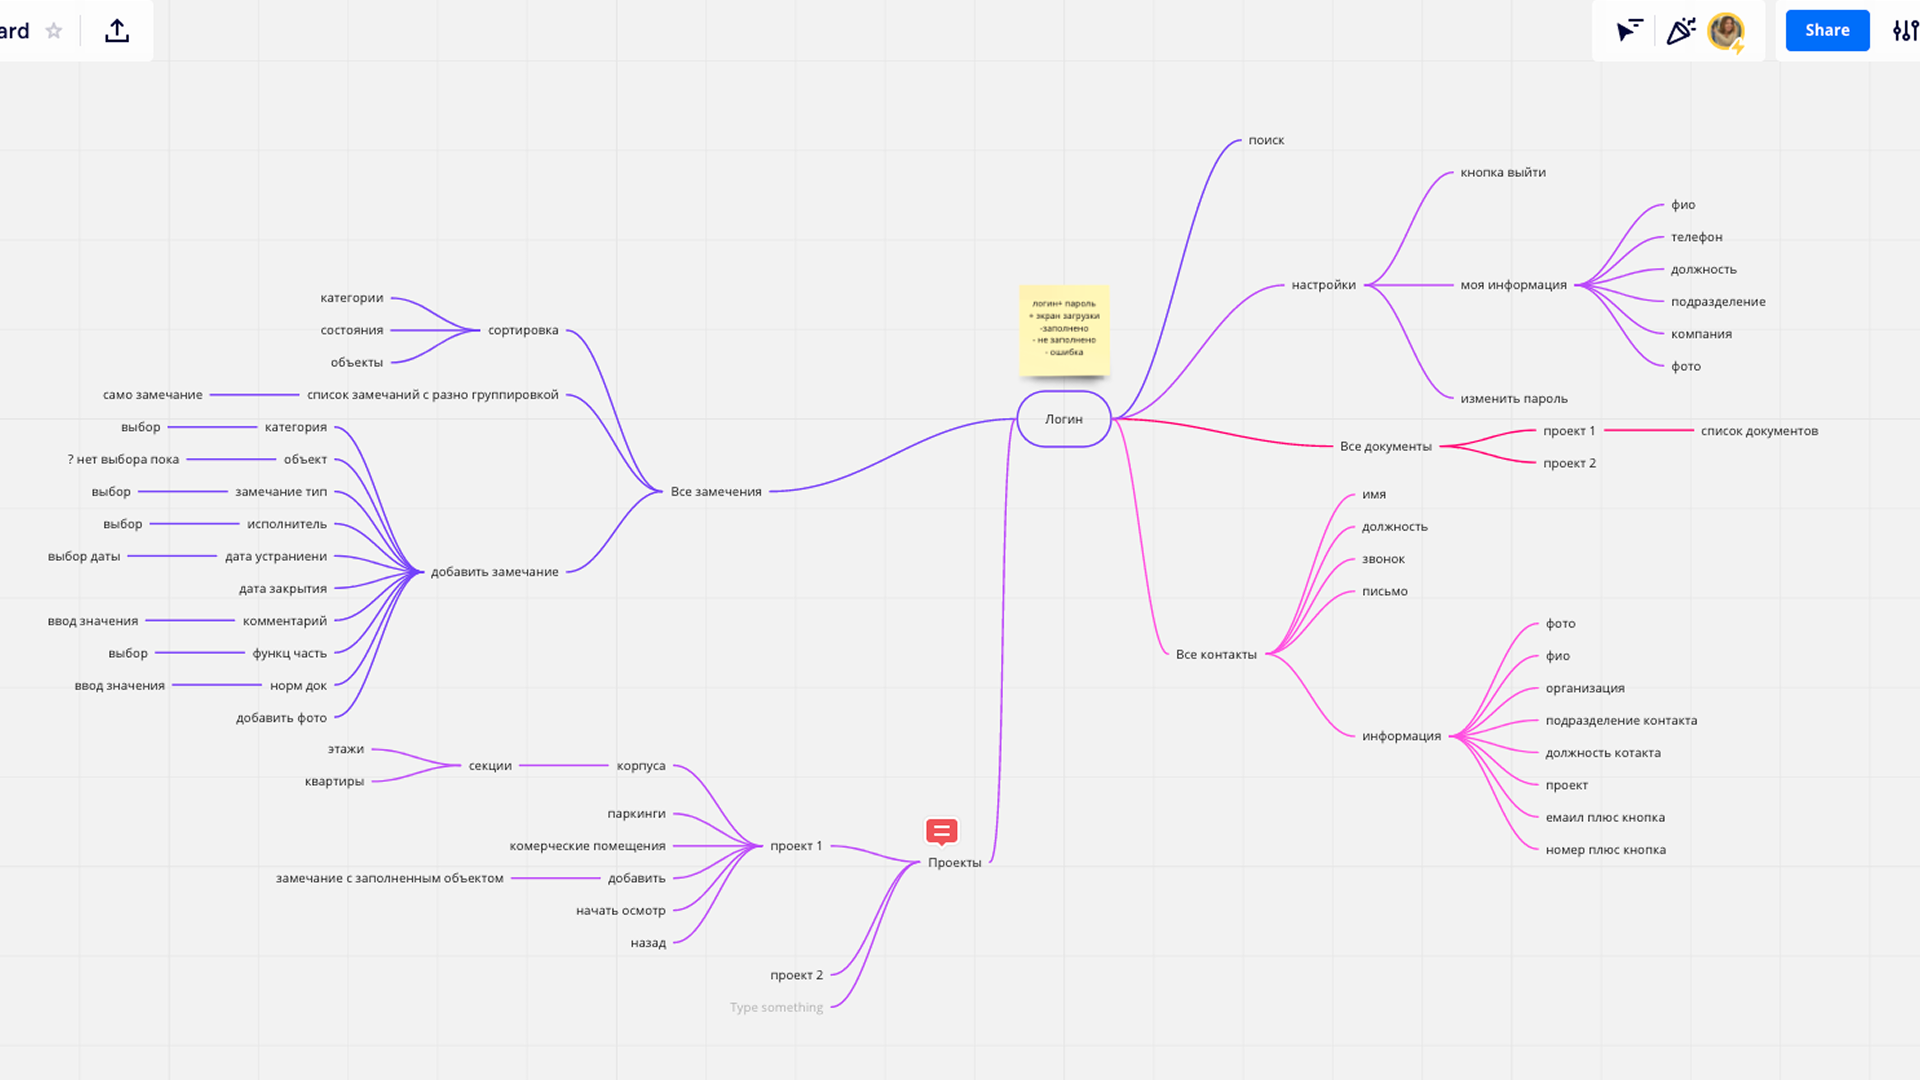 ard
Share
поиск
кнопка выйти
фио
телефон
настройки
моя информация
должность
подразделение
компания
фото
изменить пароль
логин+ пароль
+ экран загрузки
-заполнено
- не заполнено
- ошибка
Логин
Все документы
проект 1
список документов
проект 2
имя
должность
звонок
письмо
Все контакты
информация
фото
фио
организация
подразделение контакта
должность котакта
проект
емаил плюс кнопка
номер плюс кнопка
категории
состояния
сортировка
объекты
само замечание
список замечаний с разно группировкой
Все замечения
выбор
категория
? нет выбора пока
объект
выбор
замечание тип
выбор
исполнитель
выбор даты
дата устраниени
добавить замечание
дата закрытия
ввод значения
комментарий
выбор
функц часть
ввод значения
норм док
добавить фото
этажи
секции
корпуса
квартиры
паркинги
комерческие помещения
проект 1
Проекты
замечание с заполненным объектом
добавить
начать осмотр
назад
проект 2
Type something